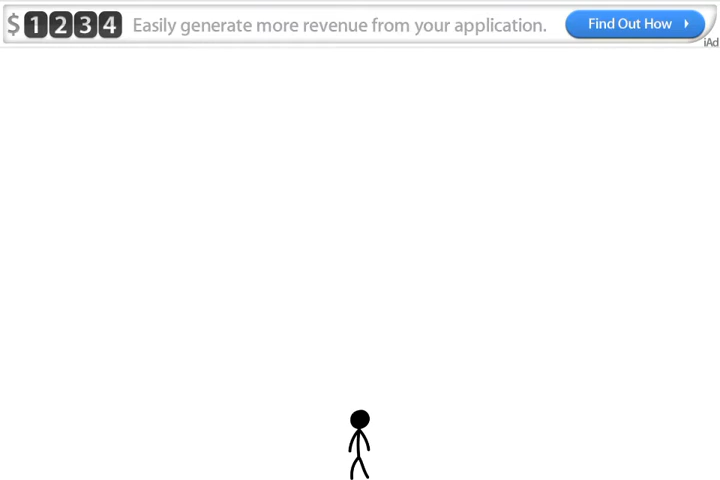 $ 1234 Easily generate more revenue from your application. Find Out How
iAd